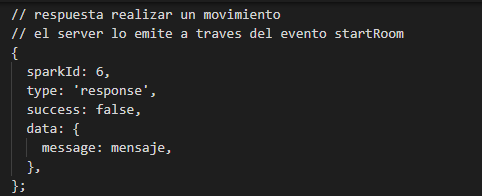 // respuesta realizar un movimiento
// el server lo emite a traves del evento startRoom
{
  sparkId: 6,
  type: 'response',
  success: false,
  data: {
    message: mensaje,
  },
};